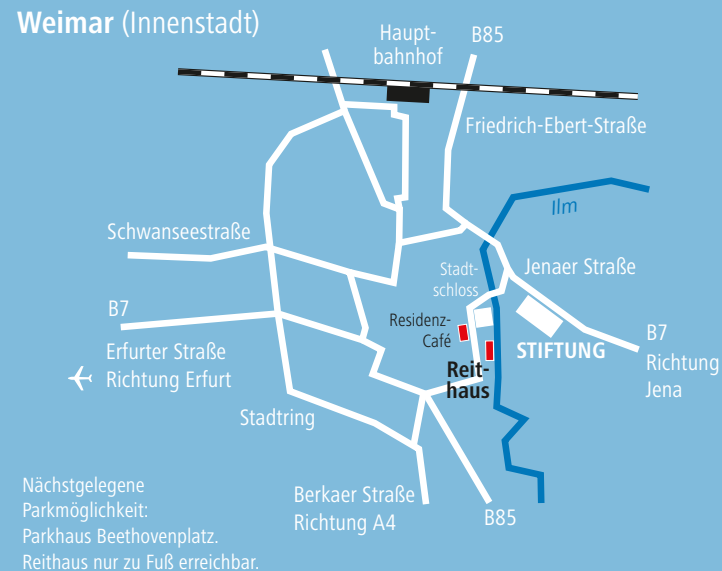 Weimar (Innenstadt)
Haupt-
bahnhof
B85
Friedrich-Ebert-Straße
Ilm
Schwanseestraße
Stadt-
schloss
Jenaer Straße
B7
Residenz-
Café
STIFTUNG
B7
Richtung
Jena
Erfurter Straße
Richtung Erfurt
Reit-
haus
Stadtring
Nächstgelegene
Parkmöglichkeit:
Parkhaus Beethovenplatz.
Reithaus nur zu Fuß erreichbar.
Berkaer Straße
Richtung A4
B85